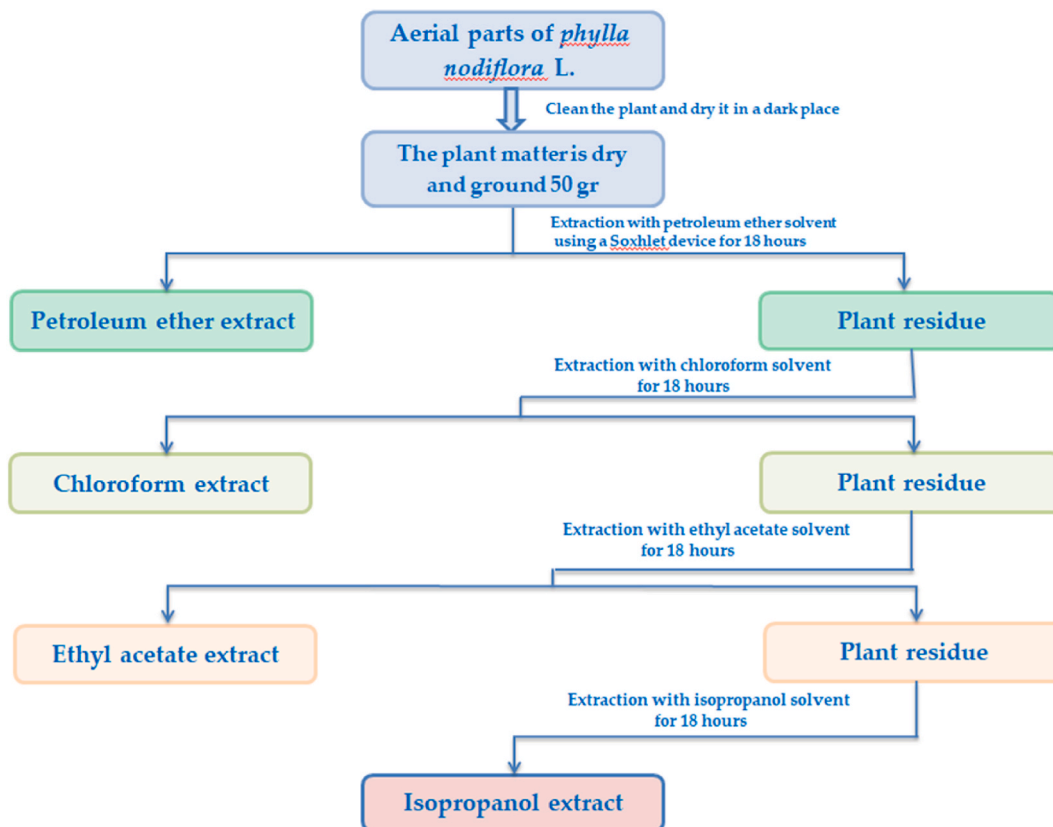 Aerial parts of phylla
nodiflora L.
Clean the plant and dry it in a dark place
The plant matter is dry
and ground 50 gr
Extraction with petroleum ether solvent
using a Soxhlet device for 18 hours
Petroleum ether extract
Plant residue
Extraction with chloroform solvent
for 18 hours
Chloroform extract
Plant residue
Extraction with ethyl acetate solvent
for 18 hours
Ethyl acetate extract
Plant residue
Extraction with isopropanol solvent
for 18 hours
Isopropanol extract